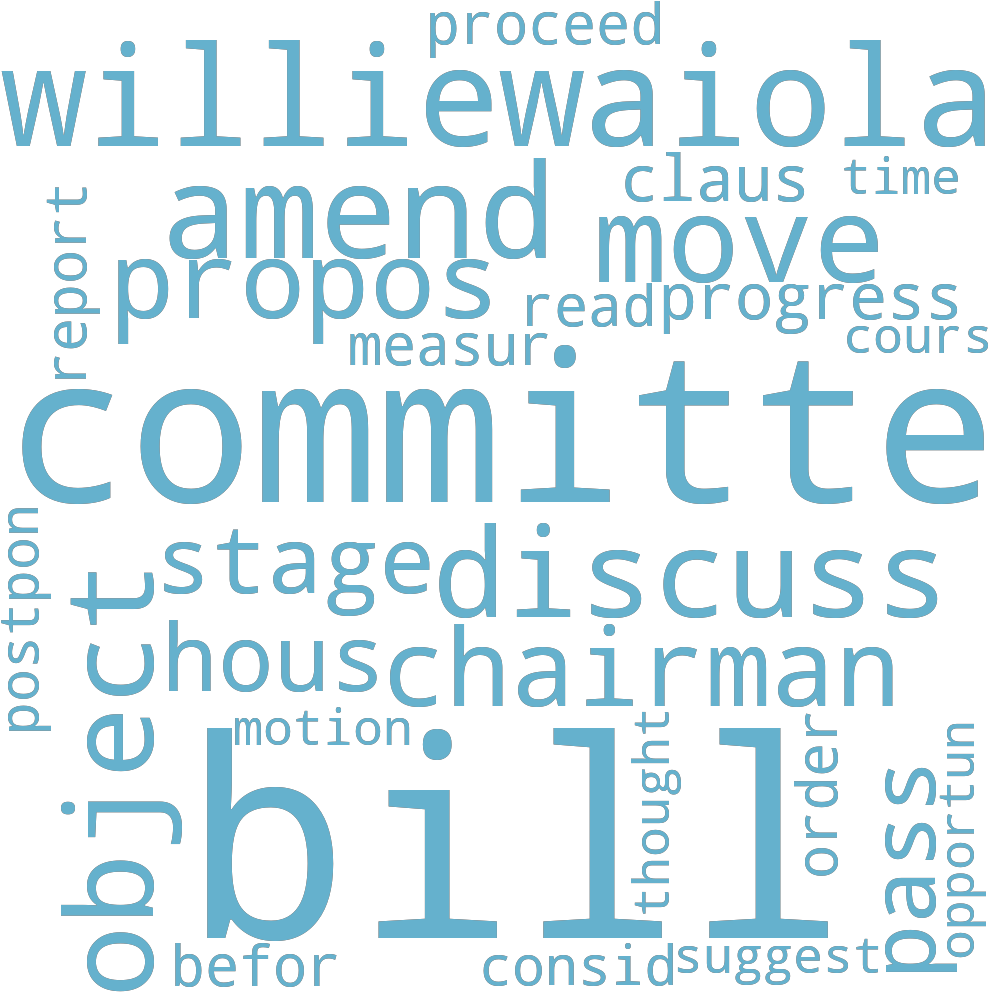 proceed
williewaiola
amend
claus
time
report
move
propos
read
progress
measur
cours
committe
postpon
stage
discuss
object
hous
chairman
motion
bill
thought
order
pass
opportun
befor
consid
suggest